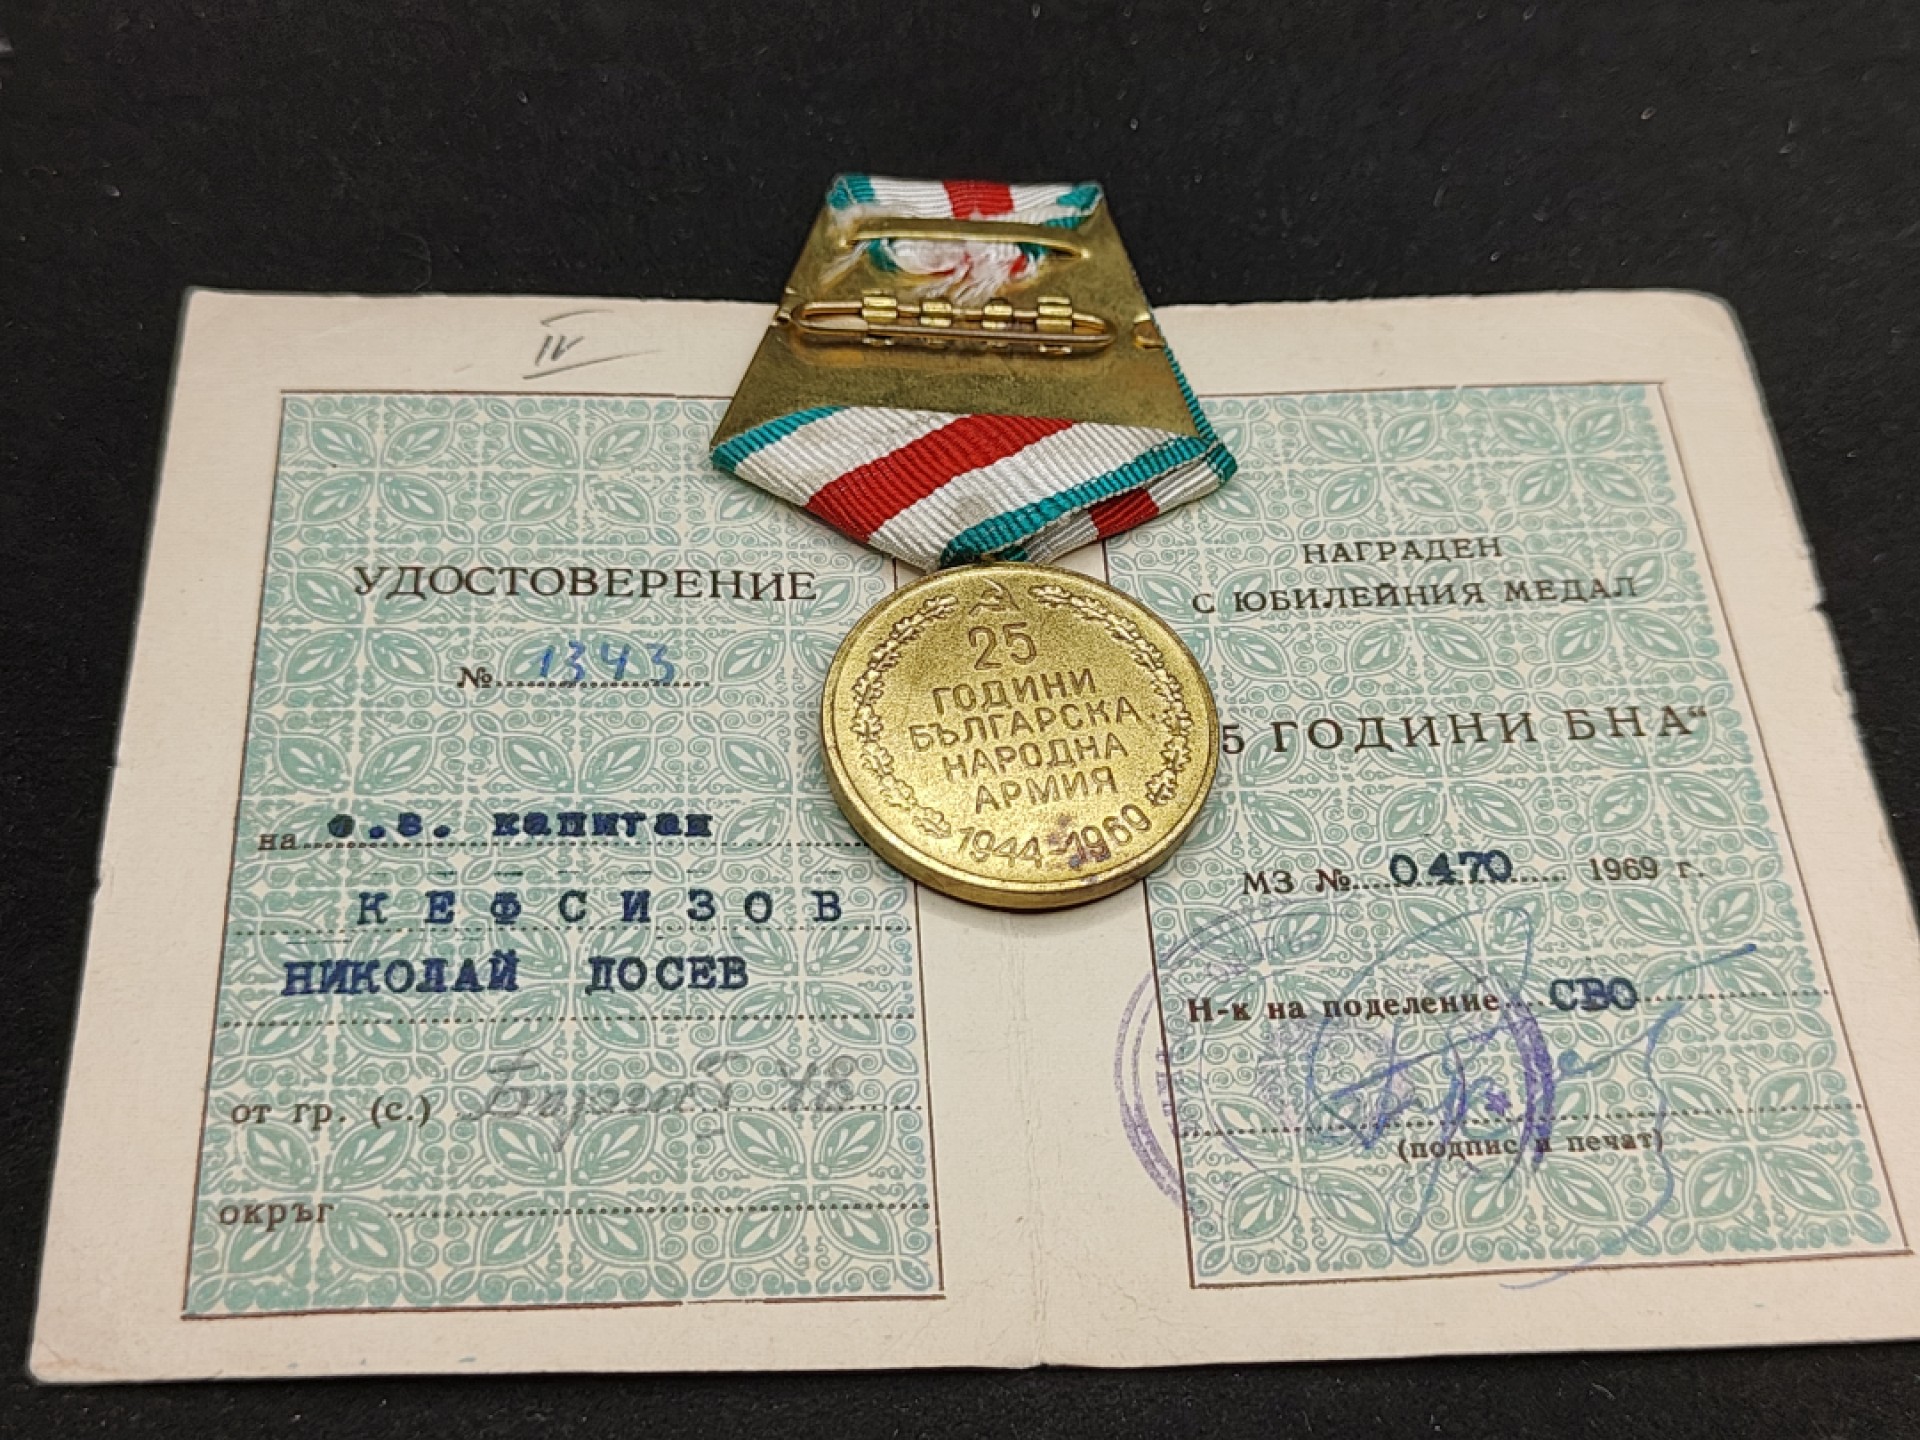 IV
УДОСТОВЕРЕНИЕ
№ 1343
на о.з. капитан
КЕФСИЗОВ
НИКОЛАЙ ДОСЕВ
от гр. (с.)
окръг
25
ГОДИНИ
БЪЛГАРСКА
НАРОДНА
АРМИЯ
1944-1969
НАГРАДЕН
С ЮБИЛЕЙНИЯ МЕДАЛ
5 ГОДИНИ БНА“
МЗ № 0470 1969 г.
Н-к на поделение СВО
(подпис и печат)